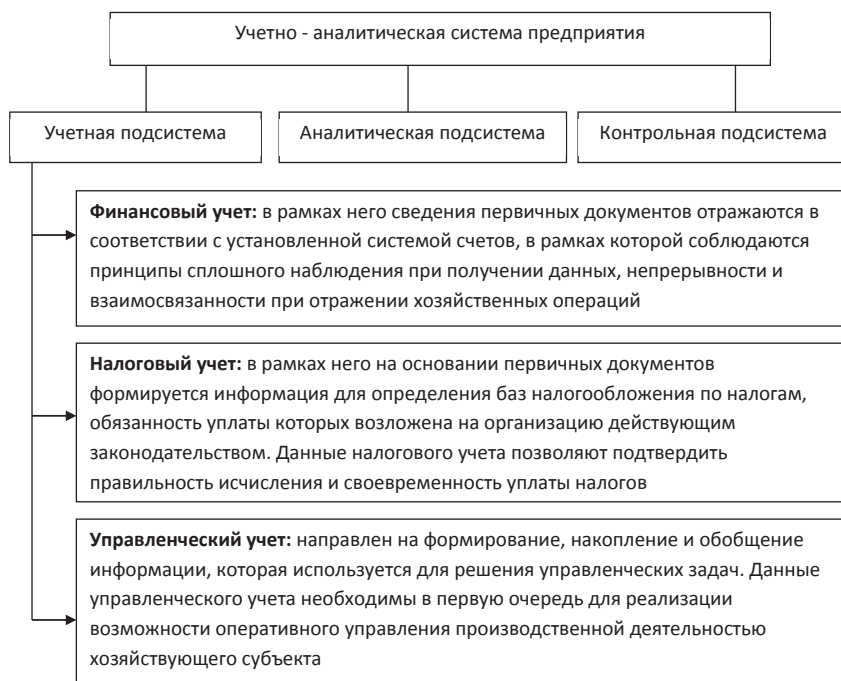 Учетно - аналитическая система предприятия
Учетная подсистема
Аналитическая подсистема
Контрольная подсистема
Финансовый учет: в рамках него сведения первичных документов отражаются в
соответствии с установленной системой счетов, в рамках которой соблюдаются
принципы сплошного наблюдения при получении данных, непрерывности и
взаимосвязанности при отражении хозяйственных операций
Налоговый учет: в рамках него на основании первичных документов
формируется информация для определения баз налогообложения по налогам,
обязанность уплаты которых возложена на организацию действующим
законодательством. Данные налогового учета позволяют подтвердить
правильность исчисления и своевременность уплаты налогов
Управленческий учет: направлен на формирование, накопление и обобщение
информации, которая используется для решения управленческих задач. Данные
управленческого учета необходимы в первую очередь для реализации
возможности оперативного управления производственной деятельностью
хозяйствующего субъекта